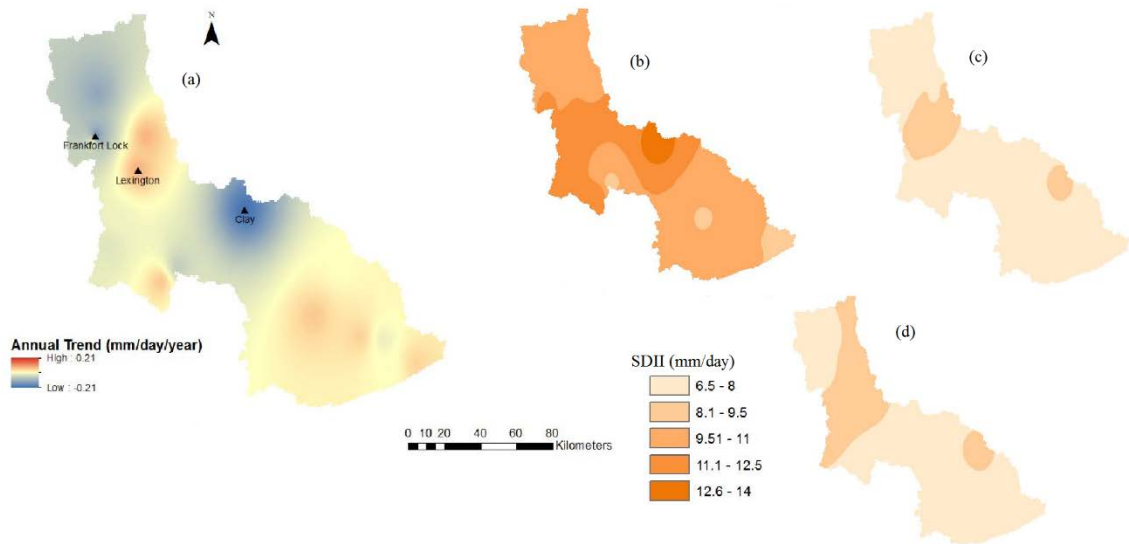 N
(a)
Frankfort Lock
Lexington
Clay
Annual Trend (mm/day/year)
High : 0.21
Low : -0.21
0 10 20 40 60 80
Kilometers
(b)
(c)
(d)
SDII (mm/day)
6.5 - 8
8.1 - 9.5
9.51 - 11
11.1 - 12.5
12.6 - 14